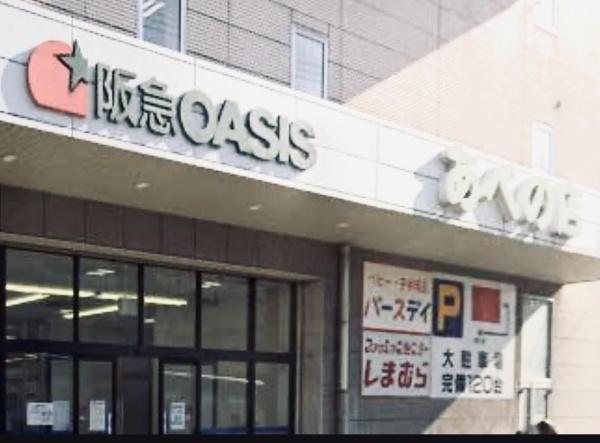 阪急OASIS
あべのた
ベビー・子供用品
バースデイ
ファッションセンター
しまむら
P
大駐車場
完備120台